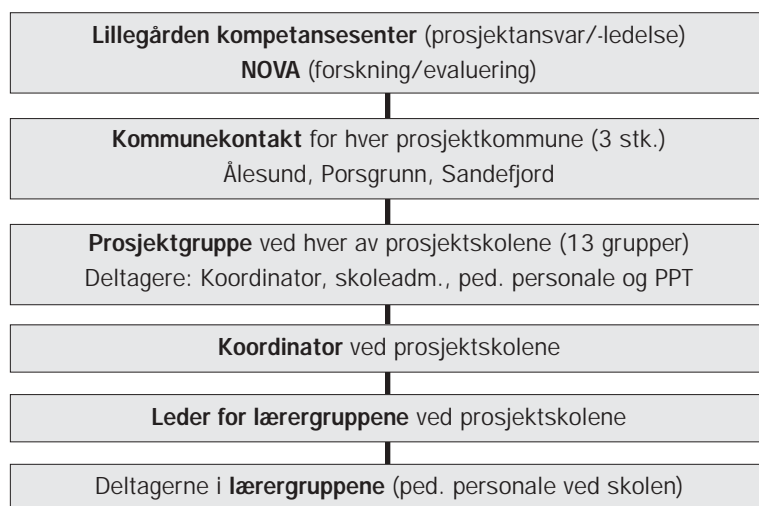 Lillegården kompetansesenter (prosjektansvar/-ledelse)
NOVA (forskning/evaluering)
Kommunekontakt for hver prosjektkommune (3 stk.)
Ålesund, Porsgrunn, Sandefjord
Prosjektgruppe ved hver av prosjektskolene (13 grupper)
Deltagere: Koordinator, skoleadm., ped. personale og PPT
Koordinator ved prosjektskolene
Leder for lærergruppene ved prosjektskolene
Deltagerne i lærergruppene (ped. personale ved skolen)